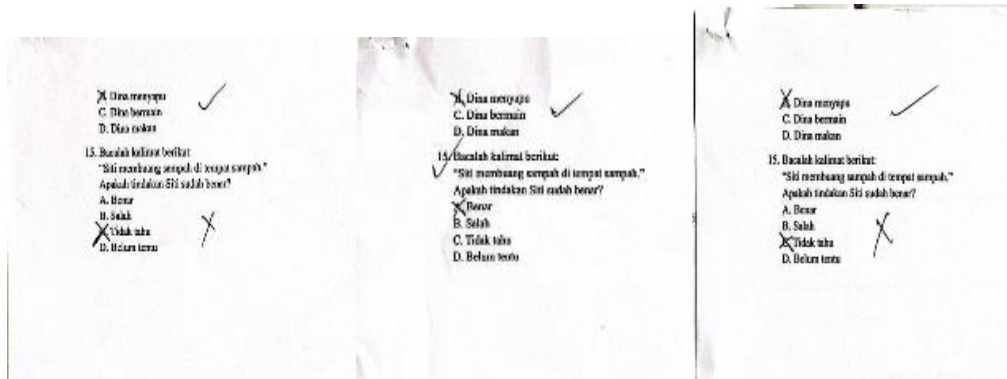 Dina menyapu
C. Dina bermain
D. Dina makan
15. Bacalah kalimat berikut:
"Siti membuang sampah di tempat sampah."
Apakah tindakan Siti sudah benar?
A. Benar
B. Salah
Tidak tahu
D. Belum tentu
Dina menyapu
C. Dina bermain
D. Dina makan
15. Bacalah kalimat berikut:
"Siti membuang sampah di tempat sampah."
Apakah tindakan Siti sudah benar?
Benar
B. Salah
C. Tidak tahu
D. Belum tentu
Dina menyapu
C. Dina bermain
D. Dina makan
15. Bacalah kalimat berikut:
"Siti membuang sampah di tempat sampah."
Apakah tindakan Siti sudah benar?
A. Benar
B. Salah
Tidak tahu
D. Belum tentu